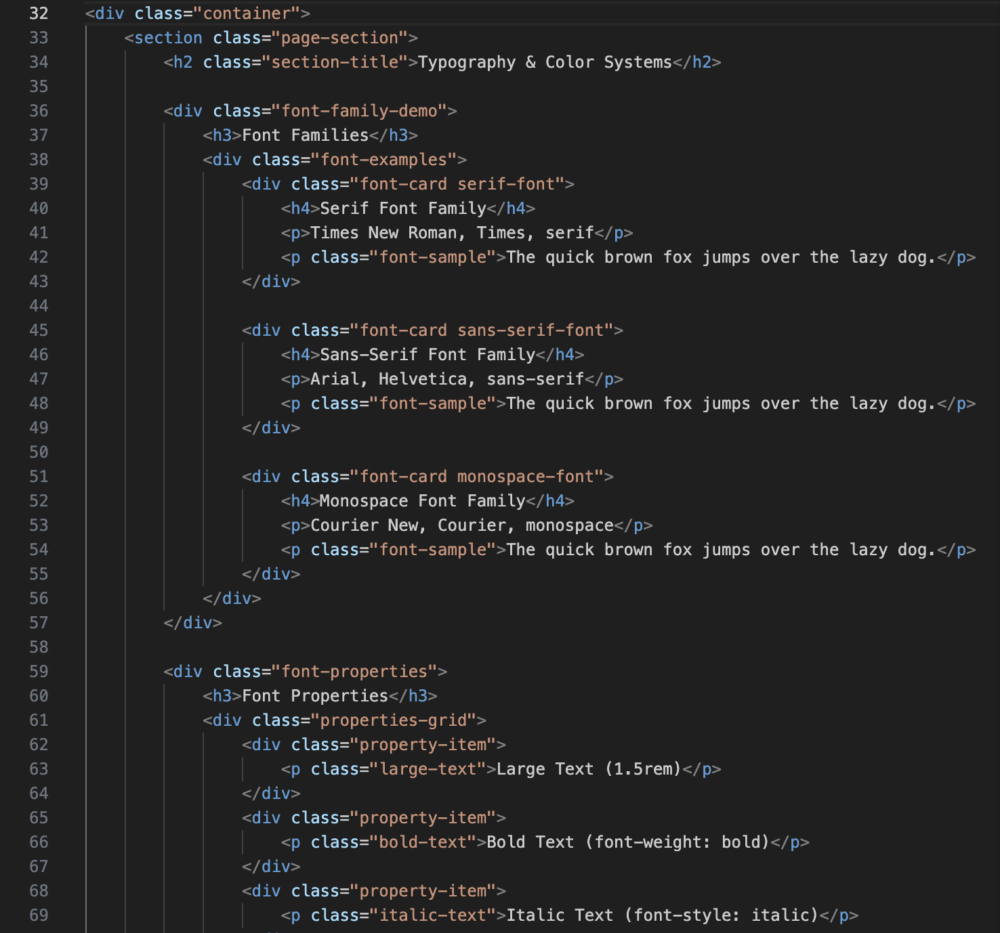 32 <div class="container">
33 <section class="page-section">
34 <h2 class="section-title">Typography & Color Systems</h2>
35
36 <div class="font-family-demo">
37 <h3>Font Families</h3>
38 <div class="font-examples">
39 <div class="font-card serif-font">
40 <h4>Serif Font Family</h4>
41 <p>Times New Roman, Times, serif</p>
42 <p class="font-sample">The quick brown fox jumps over the lazy dog.</p>
43 </div>
44
45 <div class="font-card sans-serif-font">
46 <h4>Sans-Serif Font Family</h4>
47 <p>Arial, Helvetica, sans-serif</p>
48 <p class="font-sample">The quick brown fox jumps over the lazy dog.</p>
49 </div>
50
51 <div class="font-card monospace-font">
52 <h4>Monospace Font Family</h4>
53 <p>Courier New, Courier, monospace</p>
54 <p class="font-sample">The quick brown fox jumps over the lazy dog.</p>
55 </div>
56 </div>
57 </div>
58
59 <div class="font-properties">
60 <h3>Font Properties</h3>
61 <div class="properties-grid">
62 <div class="property-item">
63 <p class="large-text">Large Text (1.5rem)</p>
64 </div>
65 <div class="property-item">
66 <p class="bold-text">Bold Text (font-weight: bold)</p>
67 </div>
68 <div class="property-item">
69 <p class="italic-text">Italic Text (font-style: italic)</p>